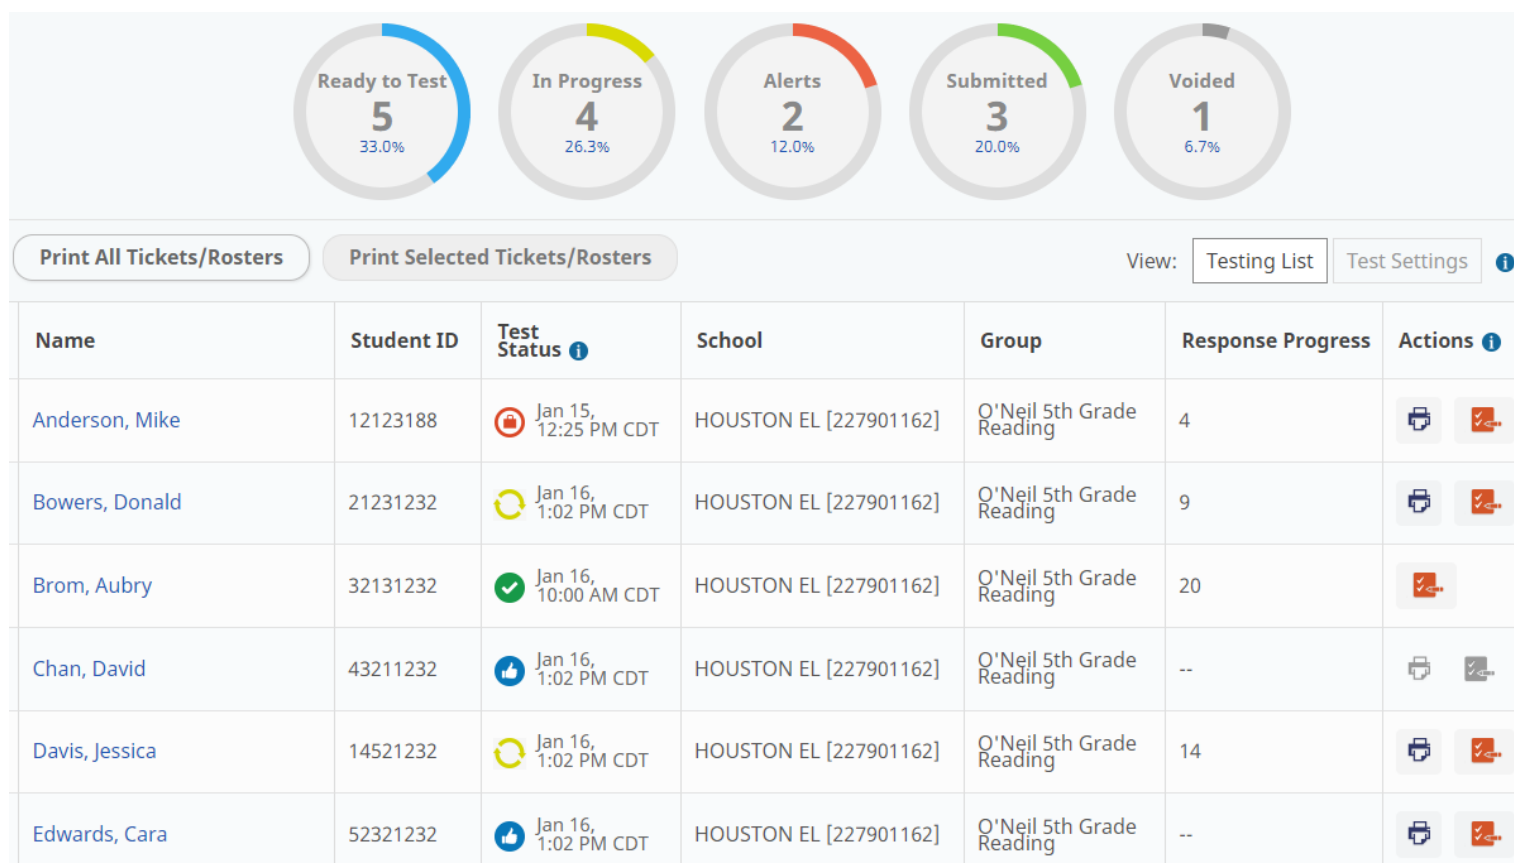 Ready to Test
5
33.0%
In Progress
4
26.3%
Alerts
2
12.0%
Submitted
3
20.0%
Voided
1
6.7%
Print All Tickets/Rosters
Print Selected Tickets/Rosters
View:
Testing List
Test Settings
Name
Student ID
Test
Status
School
Group
Response Progress
Actions
Anderson, Mike
12123188
Jan 15,
12:25 PM CDT
HOUSTON EL [227901162]
O'Neil 5th Grade
Reading
4
Bowers, Donald
21231232
Jan 16,
1:02 PM CDT
HOUSTON EL [227901162]
O'Neil 5th Grade
Reading
9
Brom, Aubry
32131232
Jan 16,
10:00 AM CDT
HOUSTON EL [227901162]
O'Neil 5th Grade
Reading
20
Chan, David
43211232
Jan 16,
1:02 PM CDT
HOUSTON EL [227901162]
O'Neil 5th Grade
Reading
--
Davis, Jessica
14521232
Jan 16,
1:02 PM CDT
HOUSTON EL [227901162]
O'Neil 5th Grade
Reading
14
Edwards, Cara
52321232
Jan 16,
1:02 PM CDT
HOUSTON EL [227901162]
O'Neil 5th Grade
Reading
--